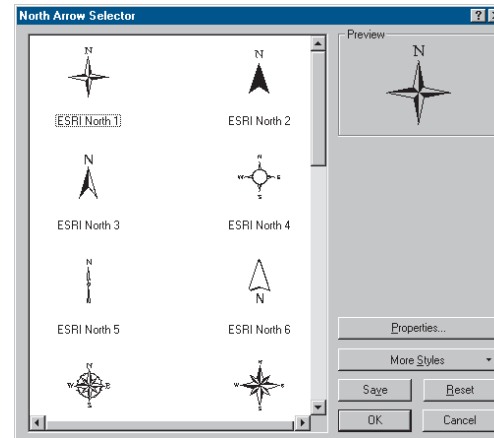 North Arrow Selector
N
ESRI North 1
N
ESRI North 2
N
ESRI North 3
N
W E
S
ESRI North 4
N
ESRI North 5
N
ESRI North 6
N
W E
S
N
W E
S
Preview
N
Properties...
More Styles
Save
Reset
OK
Cancel